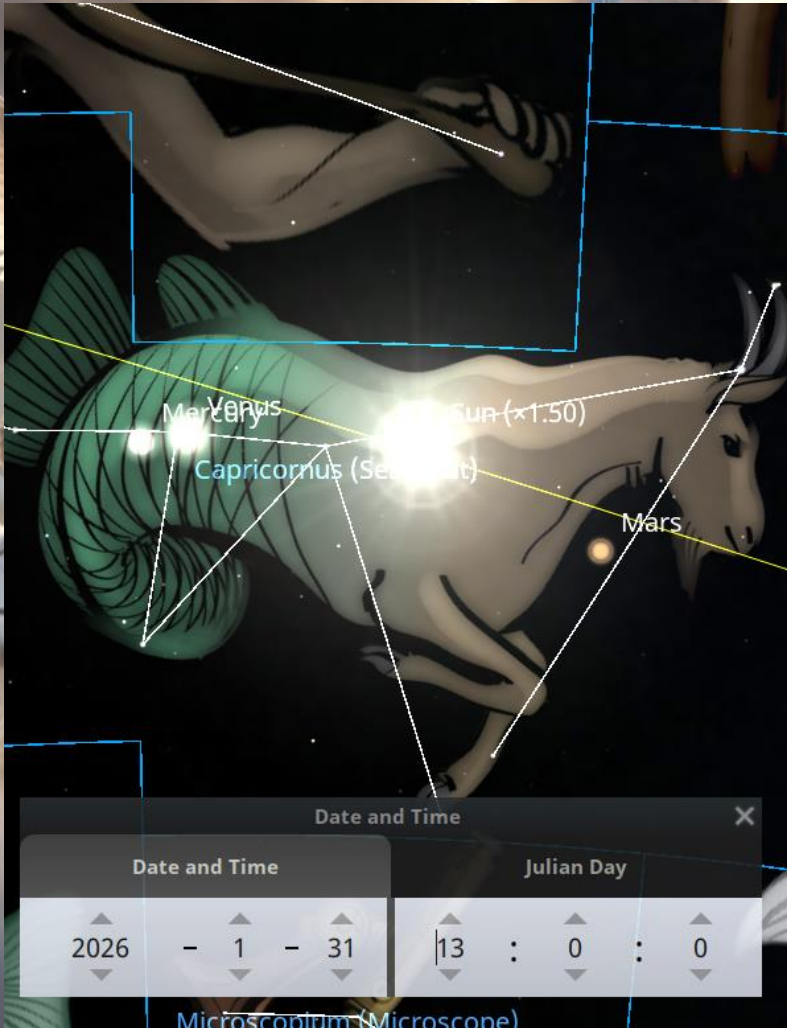 Venus
Mercury
Sun (×1.50)
Capricornus (Sea
t)
Mars
Date and Time
Date and Time
Julian Day
2026 - 1 - 31 13 : 0 : 0
Microscopium (Microscope)